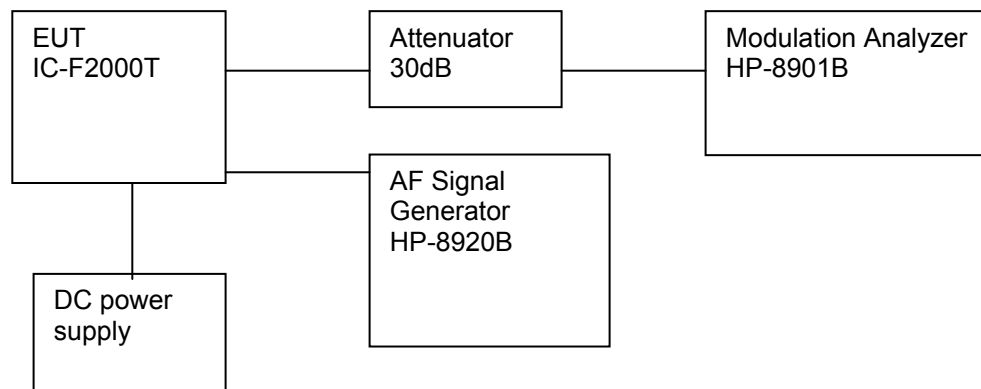 EUT
IC-F2000T
Attenuator
30dB
Modulation Analyzer
HP-8901B
AF Signal
Generator
HP-8920B
DC power
supply